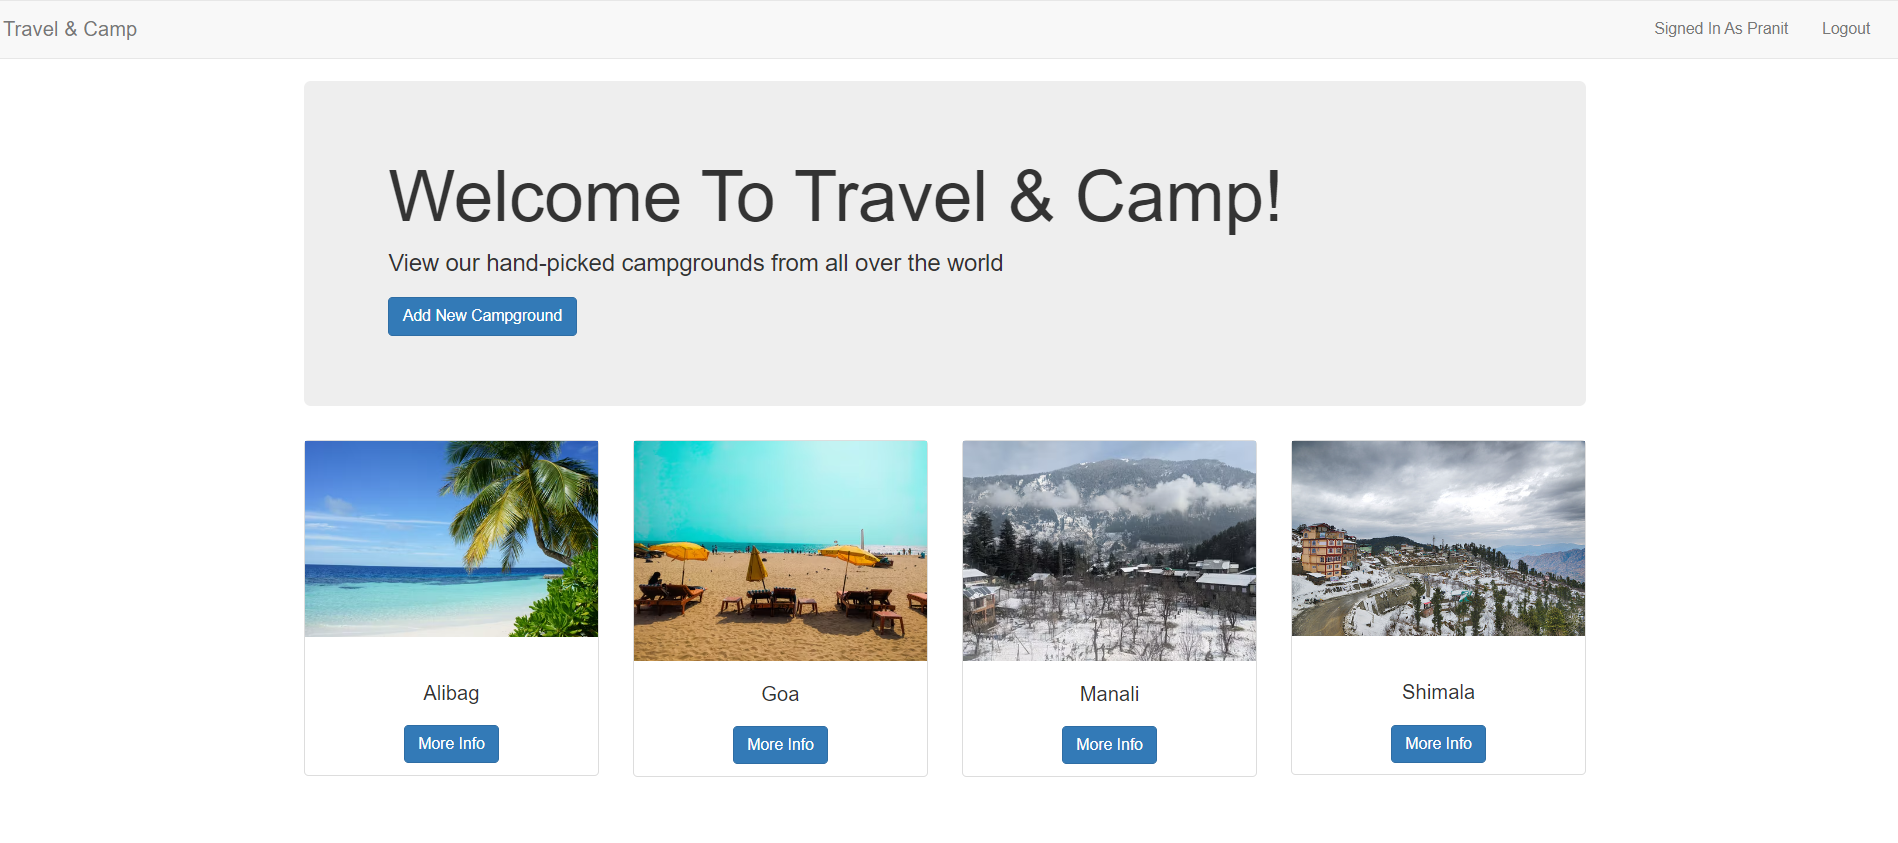 Travel & Camp
Signed In As Pranit
Logout
Welcome To Travel & Camp!
View our hand-picked campgrounds from all over the world
Add New Campground
Alibag
More Info
Goa
More Info
Manali
More Info
Shimala
More Info